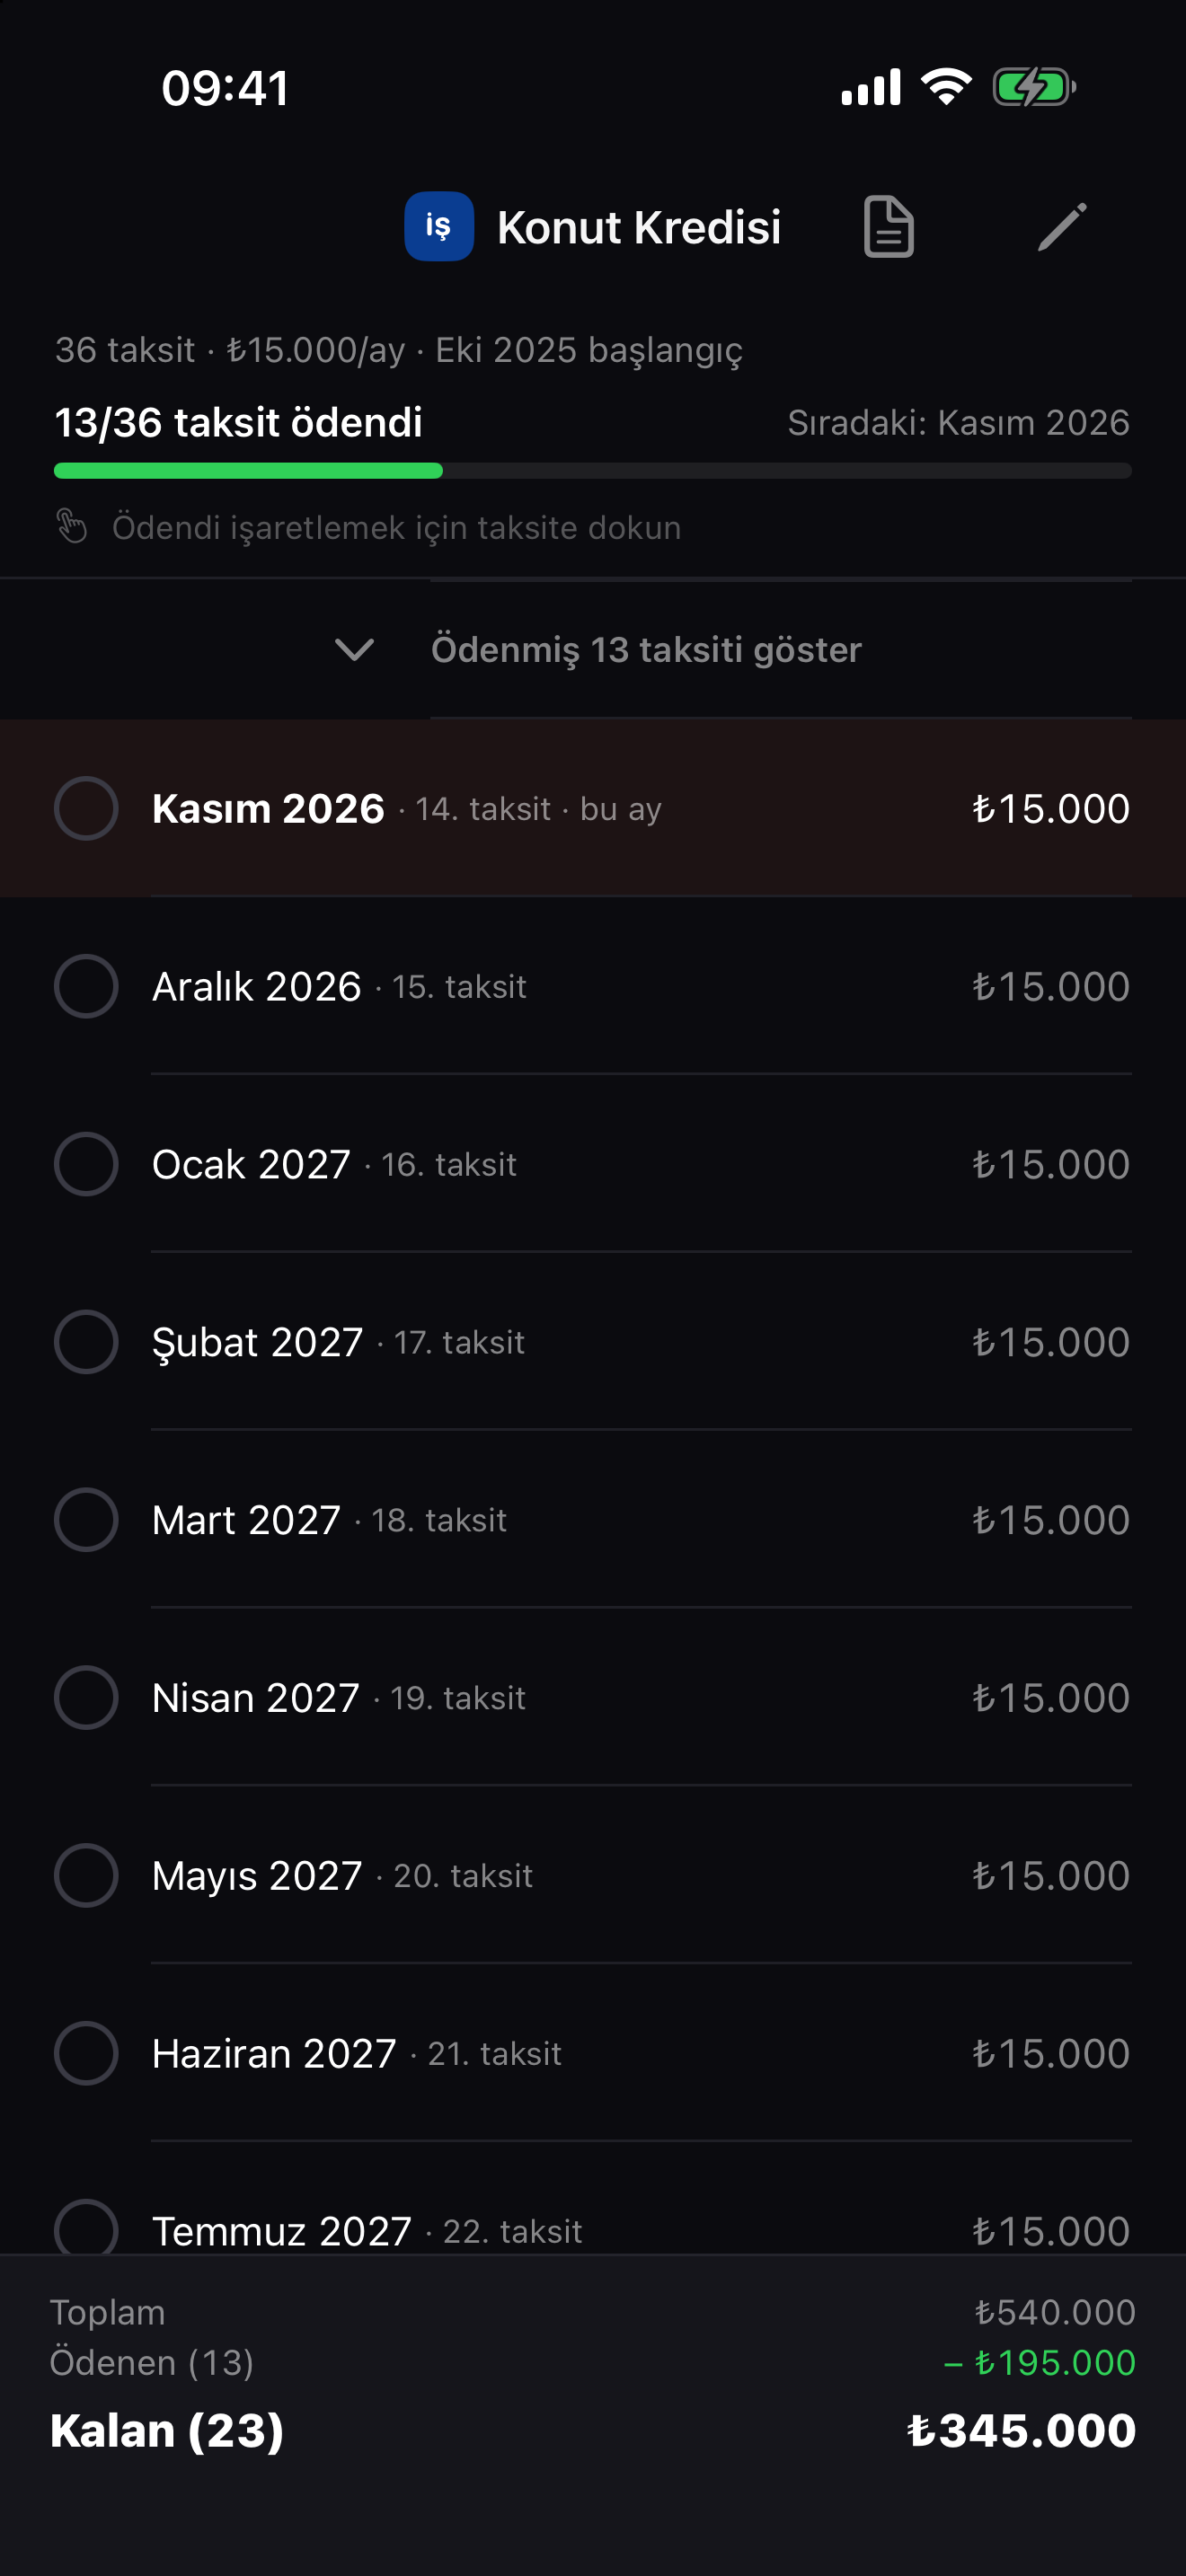 09:41
iş Konut Kredisi
36 taksit · ₺15.000/ay · Eki 2025 başlangıç
13/36 taksit ödendi Sıradaki: Kasım 2026
Ödendi işaretlemek için taksite dokun
Ödenmiş 13 taksiti göster
Kasım 2026 · 14. taksit · bu ay ₺15.000
Aralık 2026 · 15. taksit ₺15.000
Ocak 2027 · 16. taksit ₺15.000
Şubat 2027 · 17. taksit ₺15.000
Mart 2027 · 18. taksit ₺15.000
Nisan 2027 · 19. taksit ₺15.000
Mayıs 2027 · 20. taksit ₺15.000
Haziran 2027 · 21. taksit ₺15.000
Temmuz 2027 · 22. taksit ₺15.000
Toplam ₺540.000
Ödenen (13) – ₺195.000
Kalan (23) ₺345.000